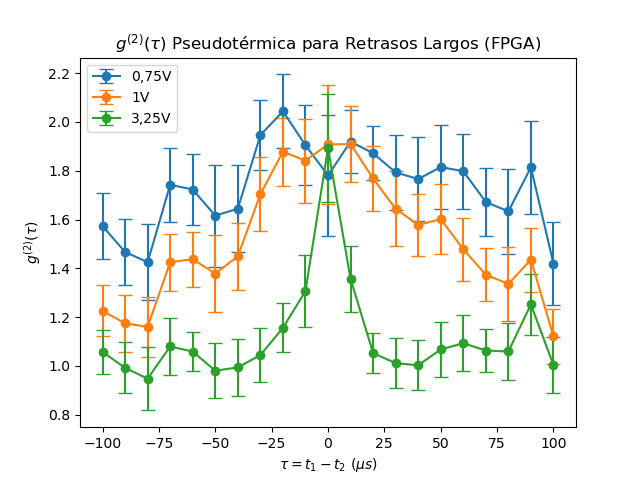 g^{(2)}(τ) Pseudotérmica para Retrasos Largos (FPGA)
0,75V
1V
3,25V
g^{(2)}(τ)
2.2
2.0
1.8
1.6
1.4
1.2
1.0
0.8
−100 −75 −50 −25 0 25 50 75 100
τ = t₁ − t₂ (μs)